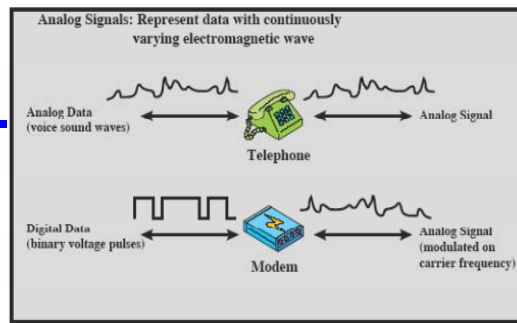 Analog Signals: Represent data with continuously
varying electromagnetic wave
Analog Data
(voice sound waves)
Analog Signal
Telephone
Digital Data
(binary voltage pulses)
Analog Signal
(modulated on
carrier frequency)
Modem